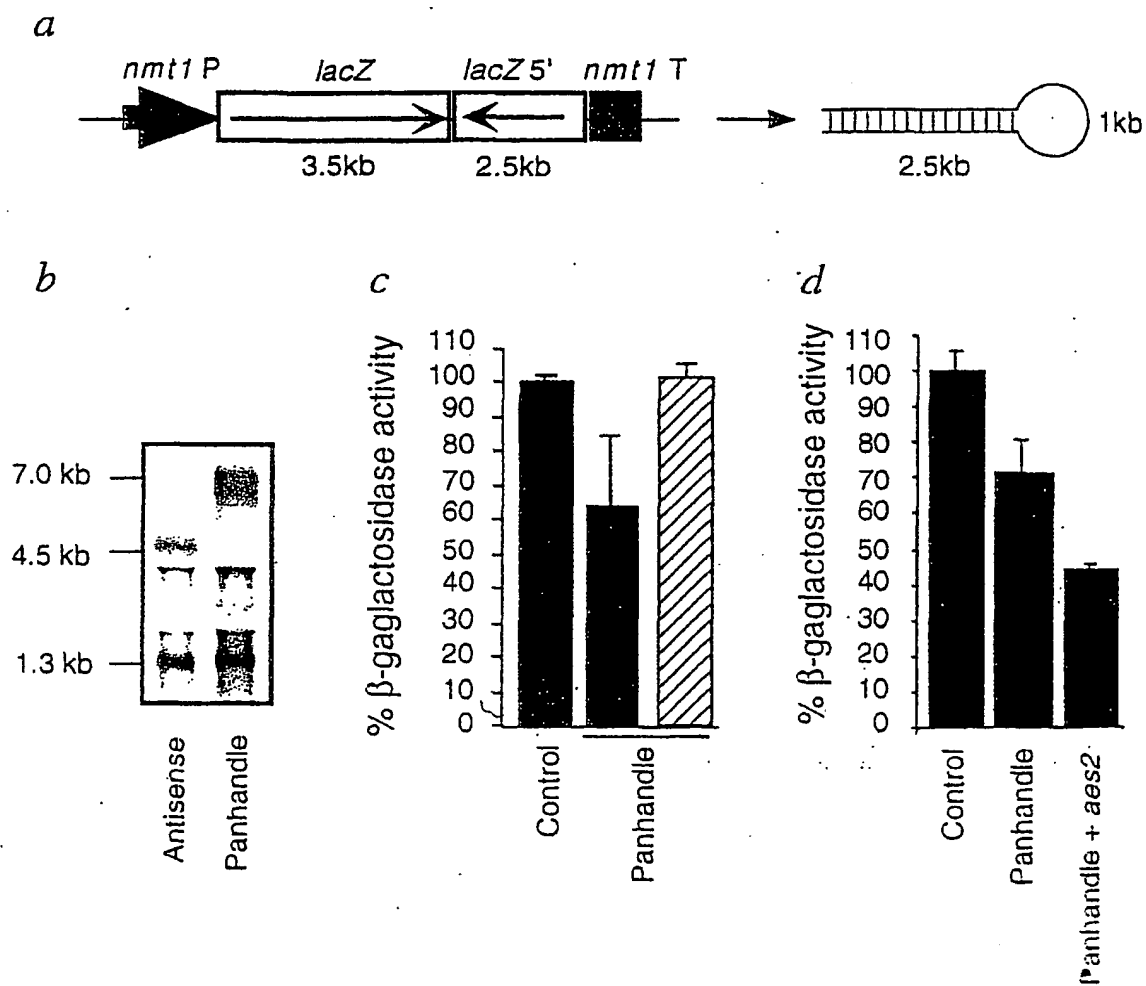 a
nmt1 P
lacZ
lacZ 5'
nmt1 T
3.5kb
2.5kb
2.5kb
1kb
b
7.0 kb
4.5 kb
1.3 kb
Antisense
Panhandle
c
% β-gaglactosidase activity
110
100
90
80
70
60
50
40
30
20
10
0
Control
Panhandle
d
% β-gaglactosidase activity
110
100
90
80
70
60
50
40
30
20
10
0
Control
Panhandle
Panhandle + aes2